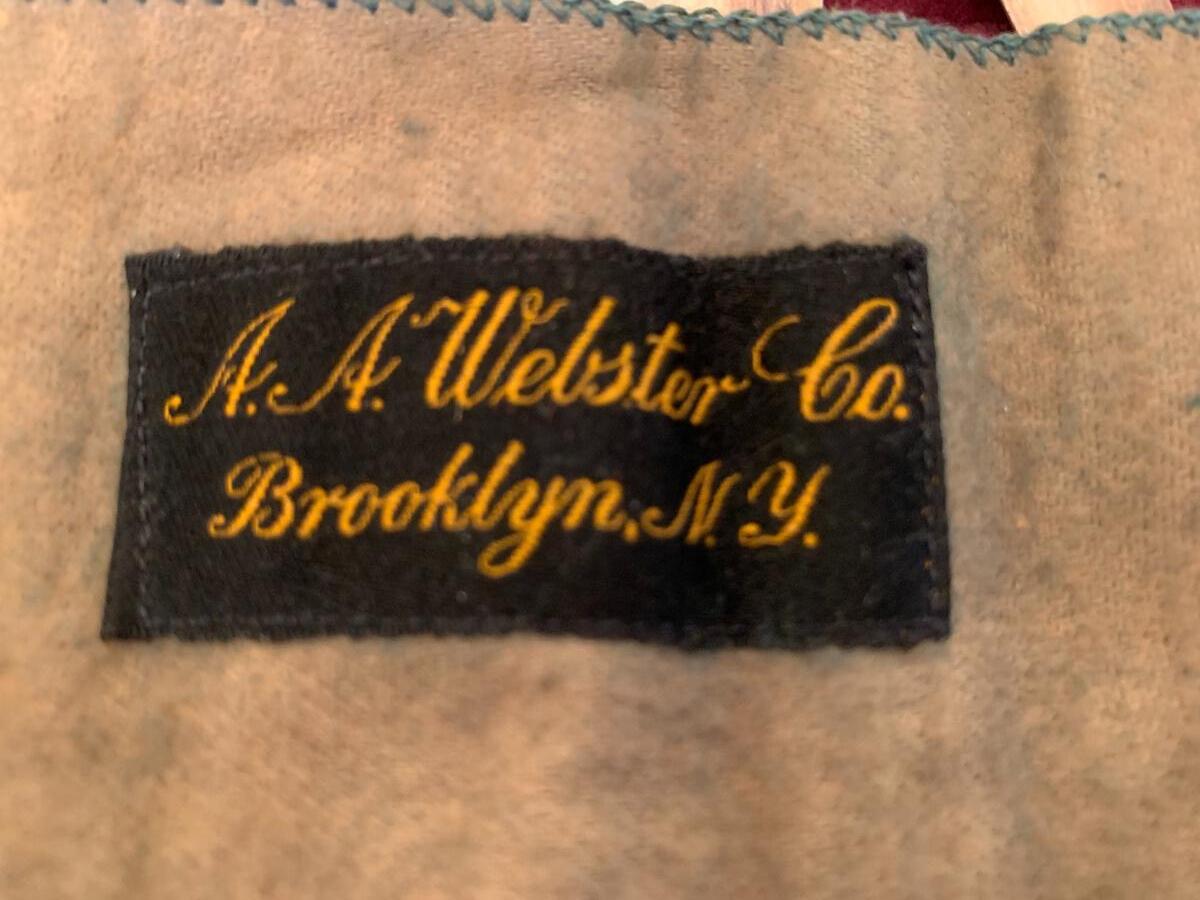 A. A. Webster Co.
Brooklyn, N. Y.